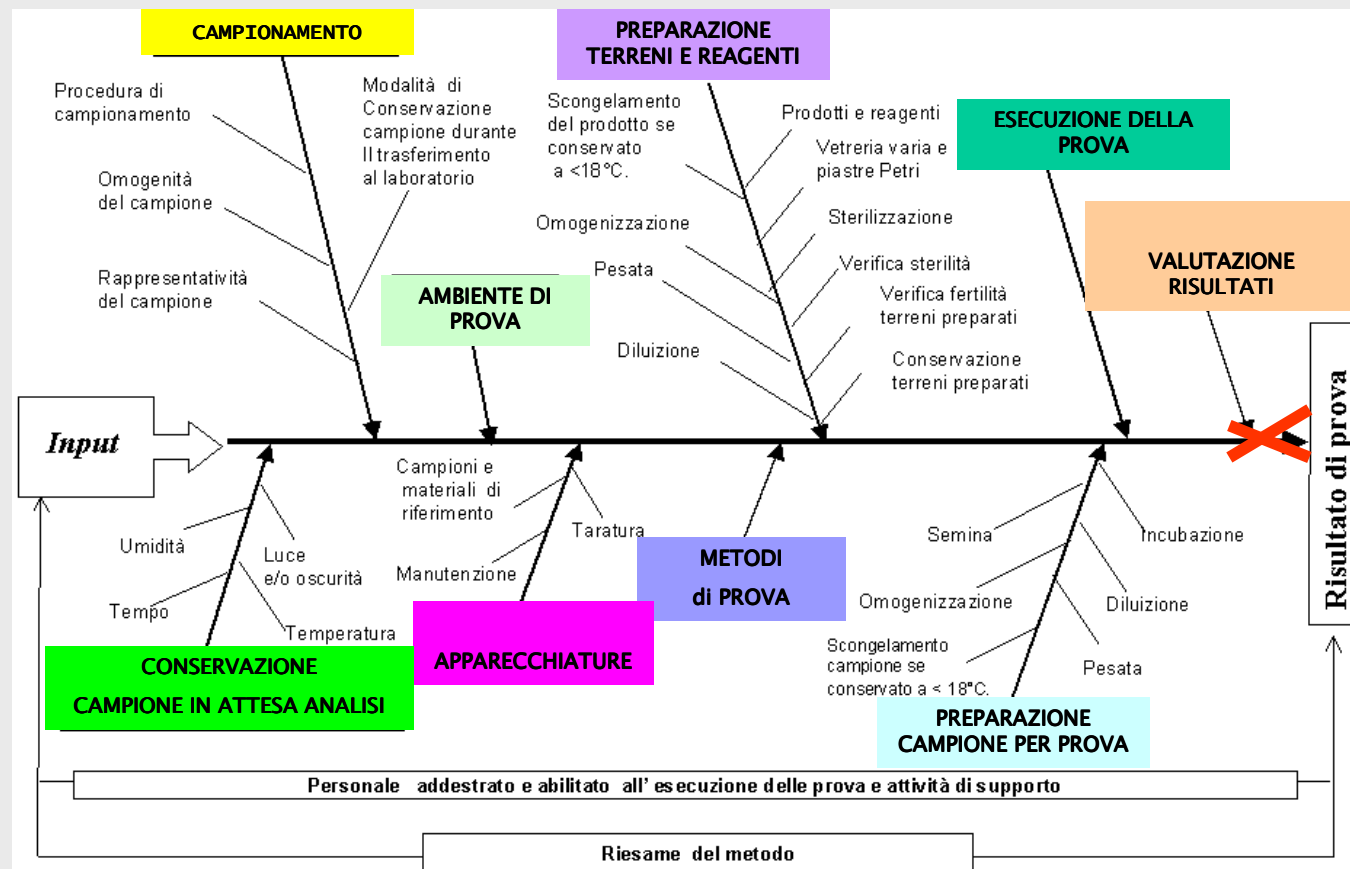 CAMPIONAMENTO
Procedura di
campionamento
Omogenità
del campione
Rappresentatività
del campione
Modalità di
Conservazione
campione durante
Il trasferimento
al laboratorio
AMBIENTE DI
PROVA
PREPARAZIONE
TERRENI E REAGENTI
Scongelamento
del prodotto se
conservato
a <18°C.
Omogenizzazione
Pesata
Diluizione
Prodotti e reagenti
Vetreria varia e
piastre Petri
Sterilizzazione
Verifica sterilità
Verifica fertilità
terreni preparati
Conservazione
terreni preparati
ESECUZIONE DELLA
PROVA
VALUTAZIONE
RISULTATI
Input
Risultato di prova
Umidità
Tempo
Luce
e/o oscurità
Temperatura
CONSERVAZIONE
CAMPIONE IN ATTESA ANALISI
Campioni e
materiali di
riferimento
Manutenzione
Taratura
APPARECCHIATURE
METODI
di PROVA
Semina
Omogenizzazione
Scongelamento
campione se
conservato a < 18°C.
Incubazione
Diluizione
Pesata
PREPARAZIONE
CAMPIONE PER PROVA
Personale addestrato e abilitato all' esecuzione delle prova e attività di supporto
Riesame del metodo